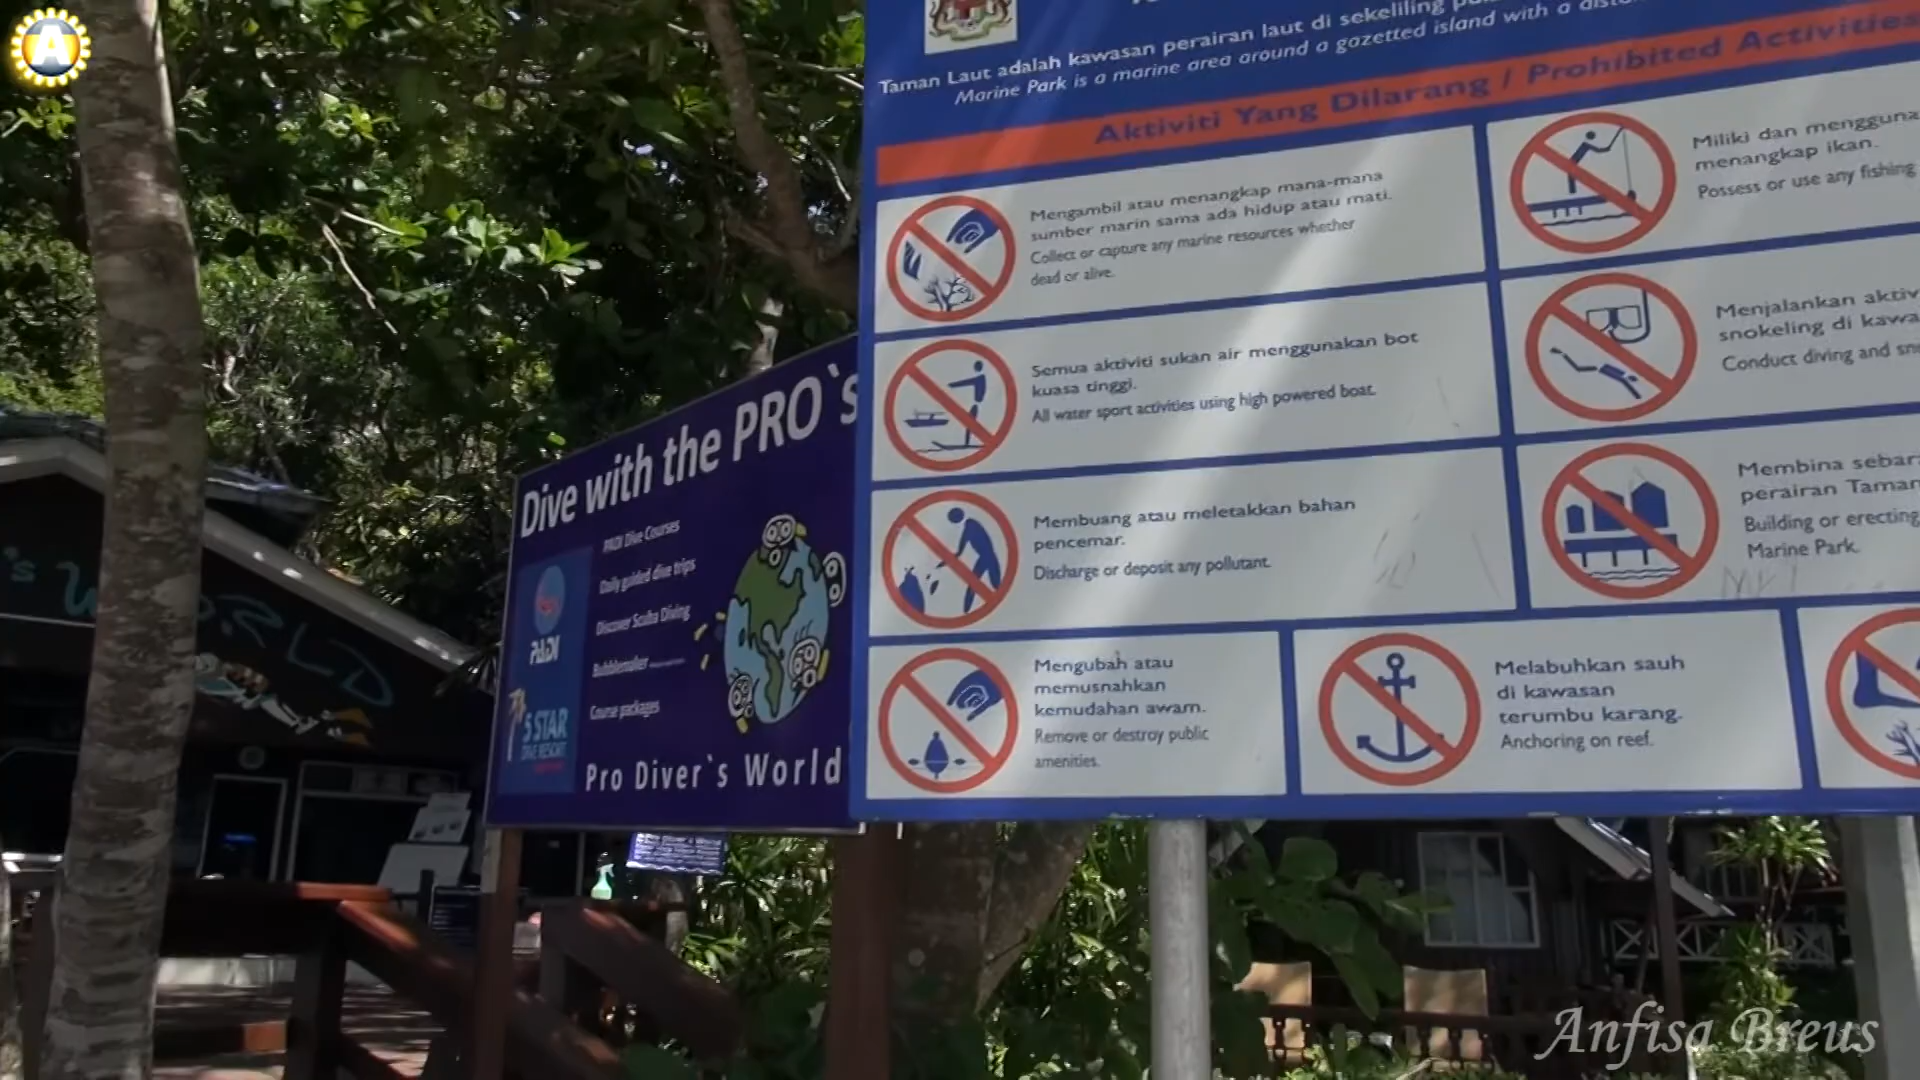 A
Taman Laut adalah kawasan perairan laut di sekeliling
Marine Park is a marine area around a gazetted island with a
Aktiviti Yang Dilarang / Prohibited Activities
Mengambil atau menangkap mana-mana
sumber marin sama ada hidup atau mati.
Collect or capture any marine resources whether
dead or alive.
Miliki dan
menangkap ikan.
Possess or use any fishing
Semua aktiviti sukan air menggunakan bot
kuasa tinggi.
All water sport activities using high powered boat.
Menjalankan
snokeling di
Conduct diving and
Membuang atau meletakkan bahan
pencemar.
Discharge or deposit any pollutant.
Membina
perairan Taman
Building or erecting
Marine Park.
Mengubah atau
memusnahkan
kemudahan awam.
Remove or destroy public
amenities.
Melabuhkan sauh
di kawasan
terumbu karang.
Anchoring on reef.
Dive with the PRO`s
PADI Dive Courses
Daily guided dive trips
Discover Scuba Diving
Bubblemaker
Course packages
PADI
5 STAR
DIVE RESORT
Pro Diver`s World
's WORLD
Anfisa Breus